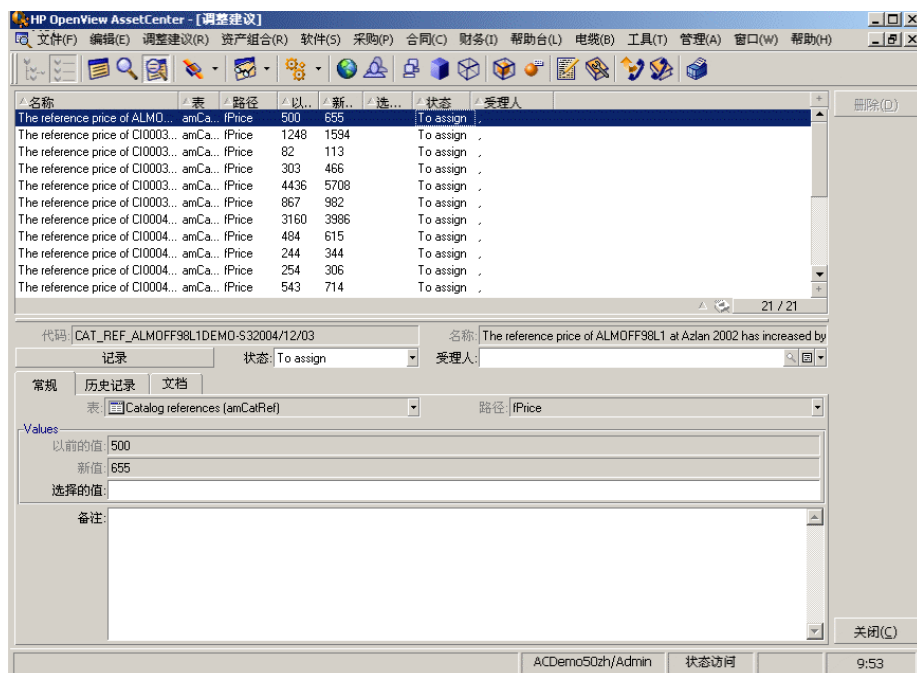 HP OpenView AssetCenter - [调整建议]
文件(F) 编辑(E) 调整建议(R) 资产组合(R) 软件(S) 采购(P) 合同(C) 财务(I) 帮助台(L) 电缆(B) 工具(T) 管理(A) 窗口(W) 帮助(H)
名称 表 路径 以.. 新.. 选... 状态 受理人
删除(D)
The reference price of ALMO... amCa... fPrice 500 655 To assign ,
The reference price of CI0003... amCa... fPrice 1248 1594 To assign ,
The reference price of CI0003... amCa... fPrice 82 113 To assign ,
The reference price of CI0003... amCa... fPrice 303 466 To assign ,
The reference price of CI0003... amCa... fPrice 4436 5708 To assign ,
The reference price of CI0003... amCa... fPrice 867 982 To assign ,
The reference price of CI0004... amCa... fPrice 3160 3986 To assign ,
The reference price of CI0004... amCa... fPrice 484 615 To assign ,
The reference price of CI0004... amCa... fPrice 244 344 To assign ,
The reference price of CI0004... amCa... fPrice 254 306 To assign ,
The reference price of CI0004... amCa... fPrice 543 714 To assign ,
21 / 21
代码: CAT_REF_ALMOFF98L1DEMO-S32004/12/03 名称: The reference price of ALMOFF98L1 at Azlan 2002 has increased by
记录 状态: To assign 受理人:
常规 历史记录 文档
表: Catalog references (amCatRef) 路径: fPrice
Values
以前的值: 500
新值: 655
选择的值:
备注:
关闭(C)
ACDemo50zh/Admin 状态访问 9:53